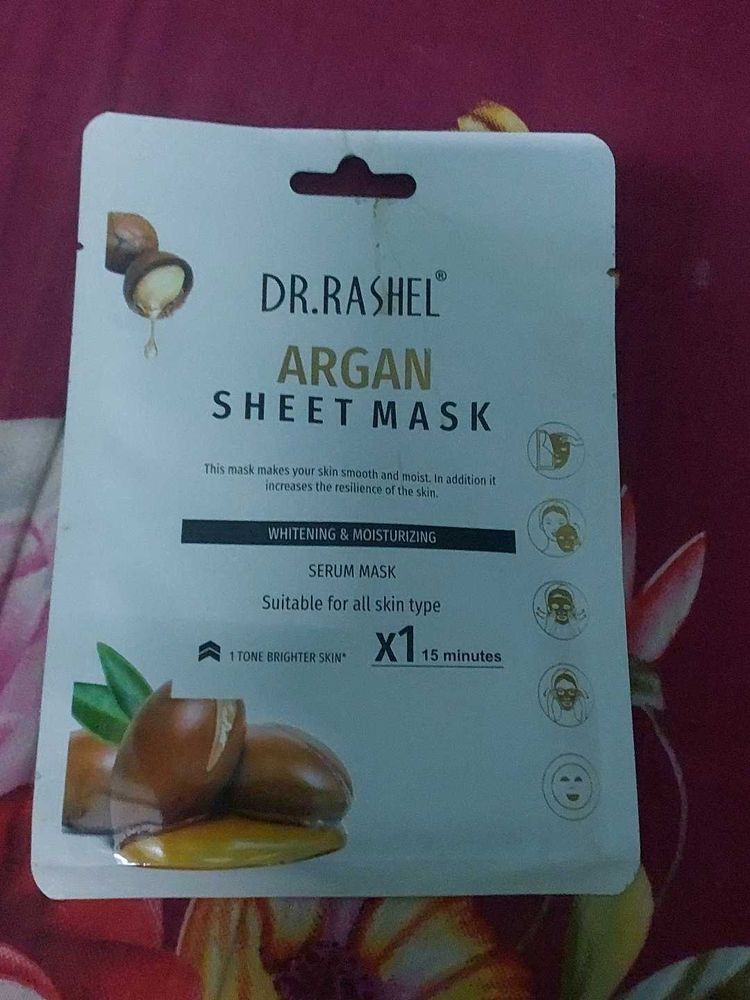 DR.RASHEL®
ARGAN
SHEET MASK
This mask makes your skin smooth and moist. In addition it
increases the resilience of the skin.
WHITENING & MOISTURIZING
SERUM MASK
Suitable for all skin type
1 TONE BRIGHTER SKIN* X1 15 minutes